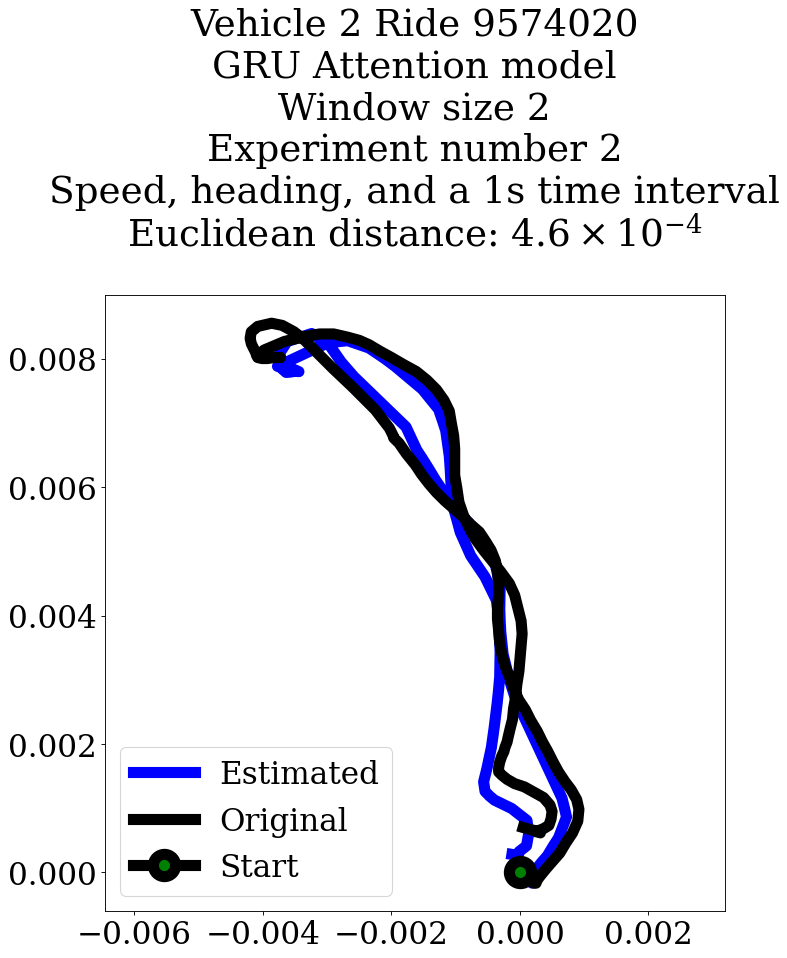 Vehicle 2 Ride 9574020
GRU Attention model
Window size 2
Experiment number 2
Speed, heading, and a 1s time interval
Euclidean distance: 4.6 × 10⁻⁴
0.008
0.006
0.004
0.002
0.000
Estimated
Original
Start
−0.006 −0.004 −0.002 0.000 0.002